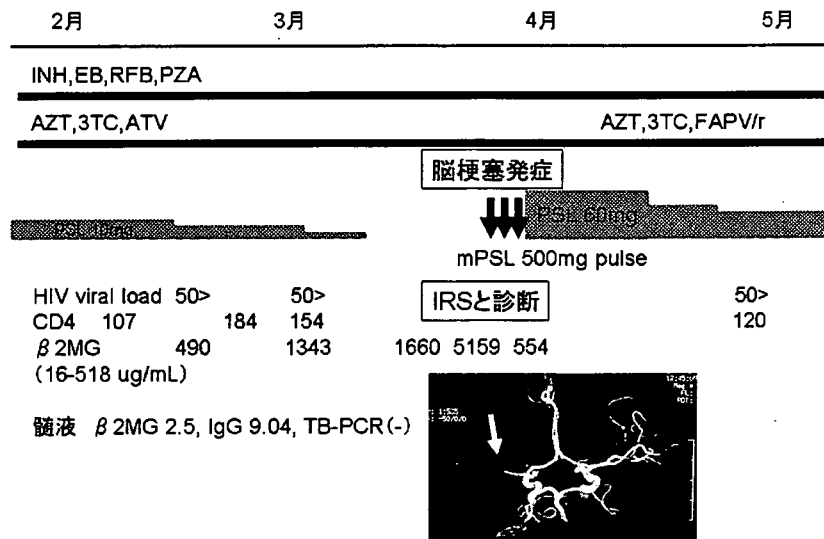 2月 3月 4月 5月
INH,EB,RFB,PZA
AZT,3TC,ATV AZT,3TC,FAPV/r
脳梗塞発症
PSL 10mg PSL 60mg
mPSL 500mg pulse
HIV viral load 50> 50> IRSと診断 50>
CD4 107 184 154 120
β2MG 490 1343 1660 5159 554
(16-518 ug/mL)
髄液 β2MG 2.5, IgG 9.04, TB-PCR(-)